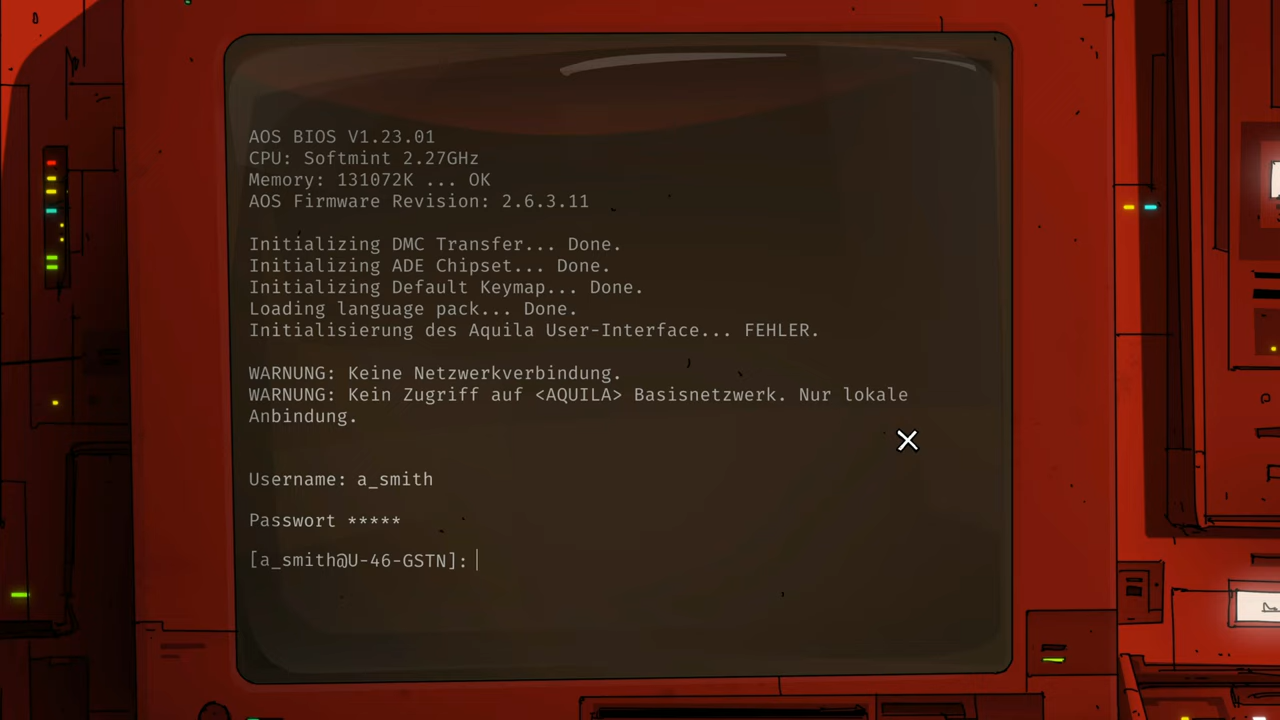 AOS BIOS V1.23.01
CPU: Softmint 2.27GHz
Memory: 131072K ... OK
AOS Firmware Revision: 2.6.3.11
Initializing DMC Transfer... Done.
Initializing ADE Chipset... Done.
Initializing Default Keymap... Done.
Loading language pack... Done.
Initialisierung des Aquila User-Interface... FEHLER.
WARNUNG: Keine Netzwerkverbindung.
WARNUNG: Kein Zugriff auf <AQUILA> Basisnetzwerk. Nur lokale
Anbindung.
Username: a_smith
Passwort *****
[a_smith@U-46-GSTN]: